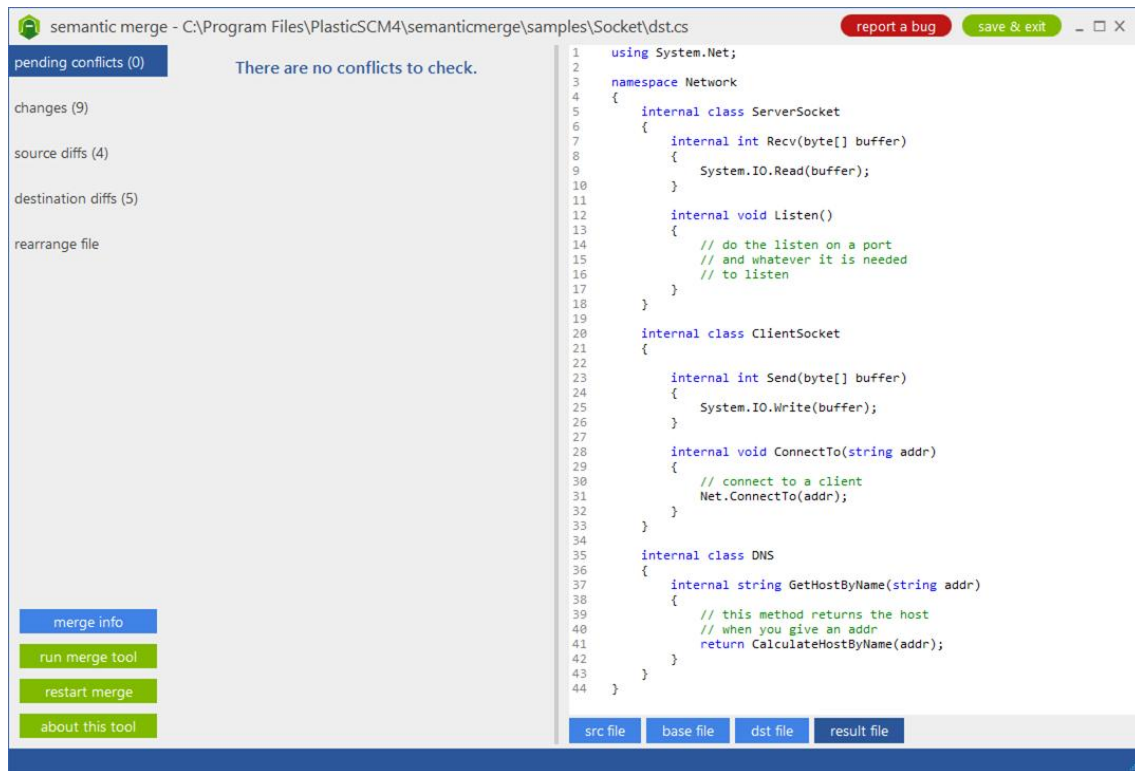 semantic merge - C:\Program Files\PlasticSCM4\semanticmerge\samples\Socket\dst.cs
report a bug
save & exit
pending conflicts (0)
changes (9)
source diffs (4)
destination diffs (5)
rearrange file
There are no conflicts to check.
merge info
run merge tool
restart merge
about this tool
1 using System.Net;
2
3 namespace Network
4 {
5 internal class ServerSocket
6 {
7 internal int Recv(byte[] buffer)
8 {
9 System.IO.Read(buffer);
10 }
11
12 internal void Listen()
13 {
14 // do the listen on a port
15 // and whatever it is needed
16 // to listen
17 }
18 }
19
20 internal class ClientSocket
21 {
22
23 internal int Send(byte[] buffer)
24 {
25 System.IO.Write(buffer);
26 }
27
28 internal void ConnectTo(string addr)
29 {
30 // connect to a client
31 Net.ConnectTo(addr);
32 }
33 }
34
35 internal class DNS
36 {
37 internal string GetHostByName(string addr)
38 {
39 // this method returns the host
40 // when you give an addr
41 return CalculateHostByName(addr);
42 }
43 }
44 }
src file
base file
dst file
result file